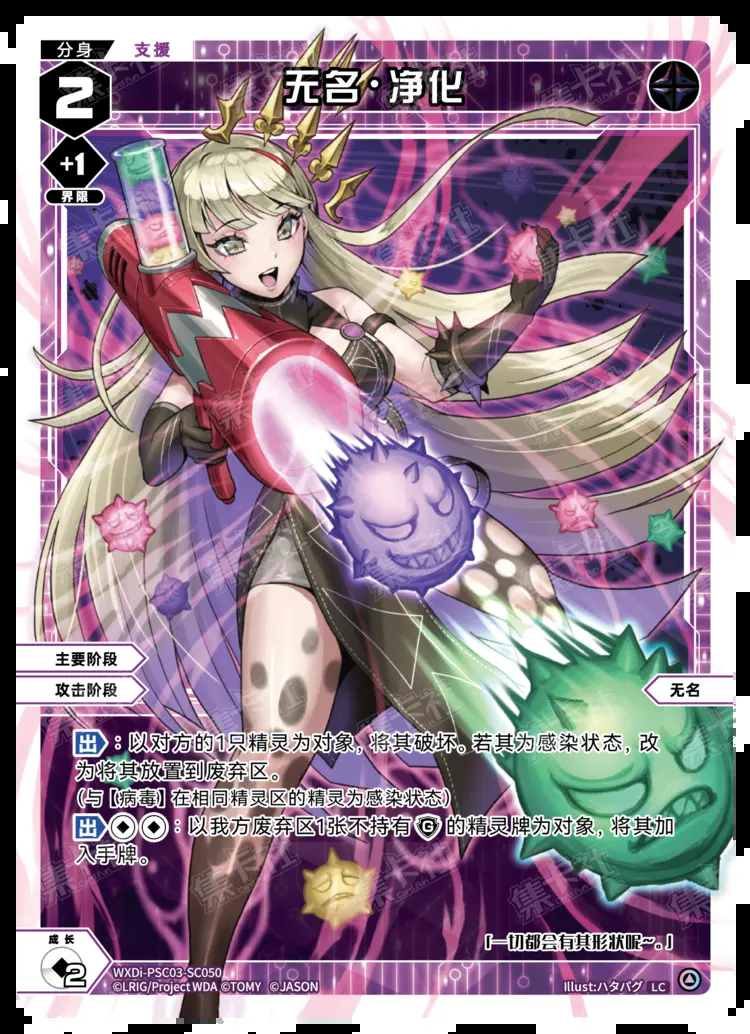 分身 支援
2
无名·净化
+1
界限
主要阶段
攻击阶段
无名
出：以对方的1只精灵为对象，将其破坏。若其为感染状态，改
为将其放置到废弃区。
（与【病毒】在相同精灵区的精灵为感染状态）
出：以我方废弃区1张不持有G的精灵牌为对象，将其加
入手牌。
「一切都会有其形状呢～。」
成长
2
WXDi-PSC03-SC050
©LRIG/Project WDA ©TOMY ©JASON
Illust:ハタバグ LC
集卡社